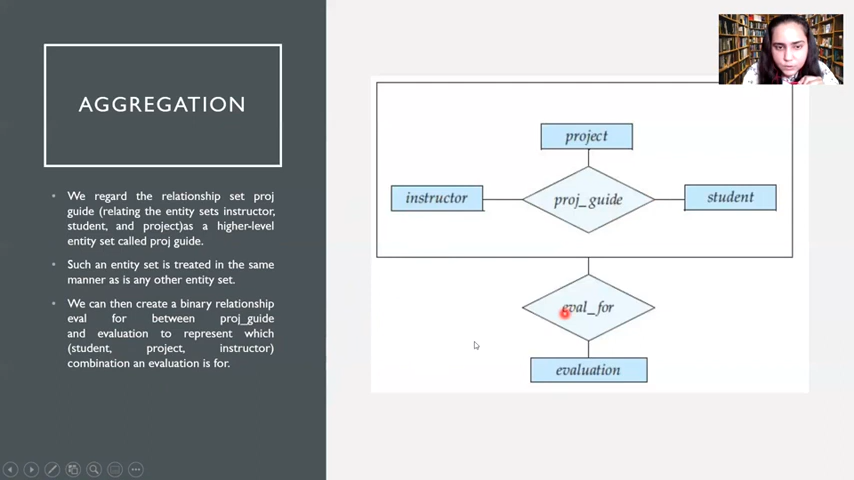 AGGREGATION
• We regard the relationship set proj
guide (relating the entity sets instructor,
student, and project)as a higher-level
entity set called proj guide.
• Such an entity set is treated in the same
manner as is any other entity set.
• We can then create a binary relationship
eval for between proj_guide
and evaluation to represent which
(student, project, instructor)
combination an evaluation is for.
project
instructor
proj_guide
student
eval_for
evaluation